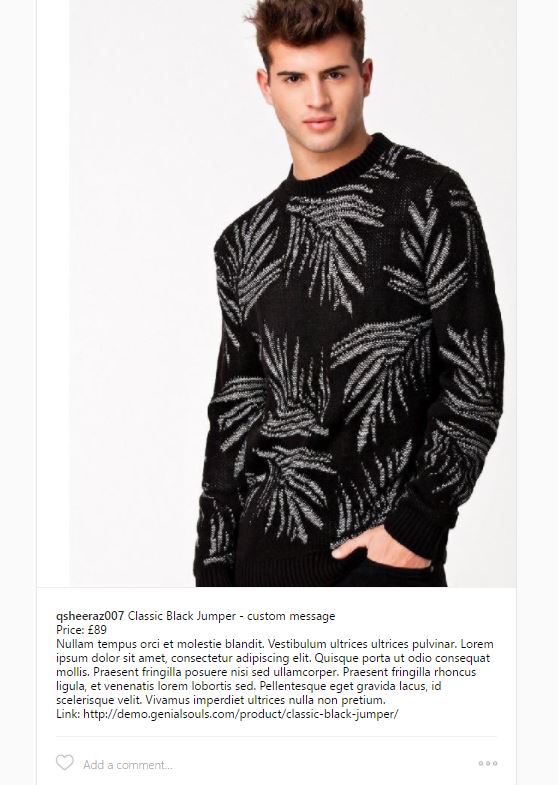 qsheeraz007 Classic Black Jumper - custom message
Price: £89
Nullam tempus orci et molestie blandit. Vestibulum ultrices ultrices pulvinar. Lorem
ipsum dolor sit amet, consectetur adipiscing elit. Quisque porta ut odio consequat
mollis. Praesent fringilla posuere nisi sed ullamcorper. Praesent fringilla rhoncus
ligula, et venenatis lorem lobortis sed. Pellentesque eget gravida lacus, id
scelerisque velit. Vivamus imperdiet ultrices nulla non pretium.
Link: http://demo.genialsouls.com/product/classic-black-jumper/
Add a comment...